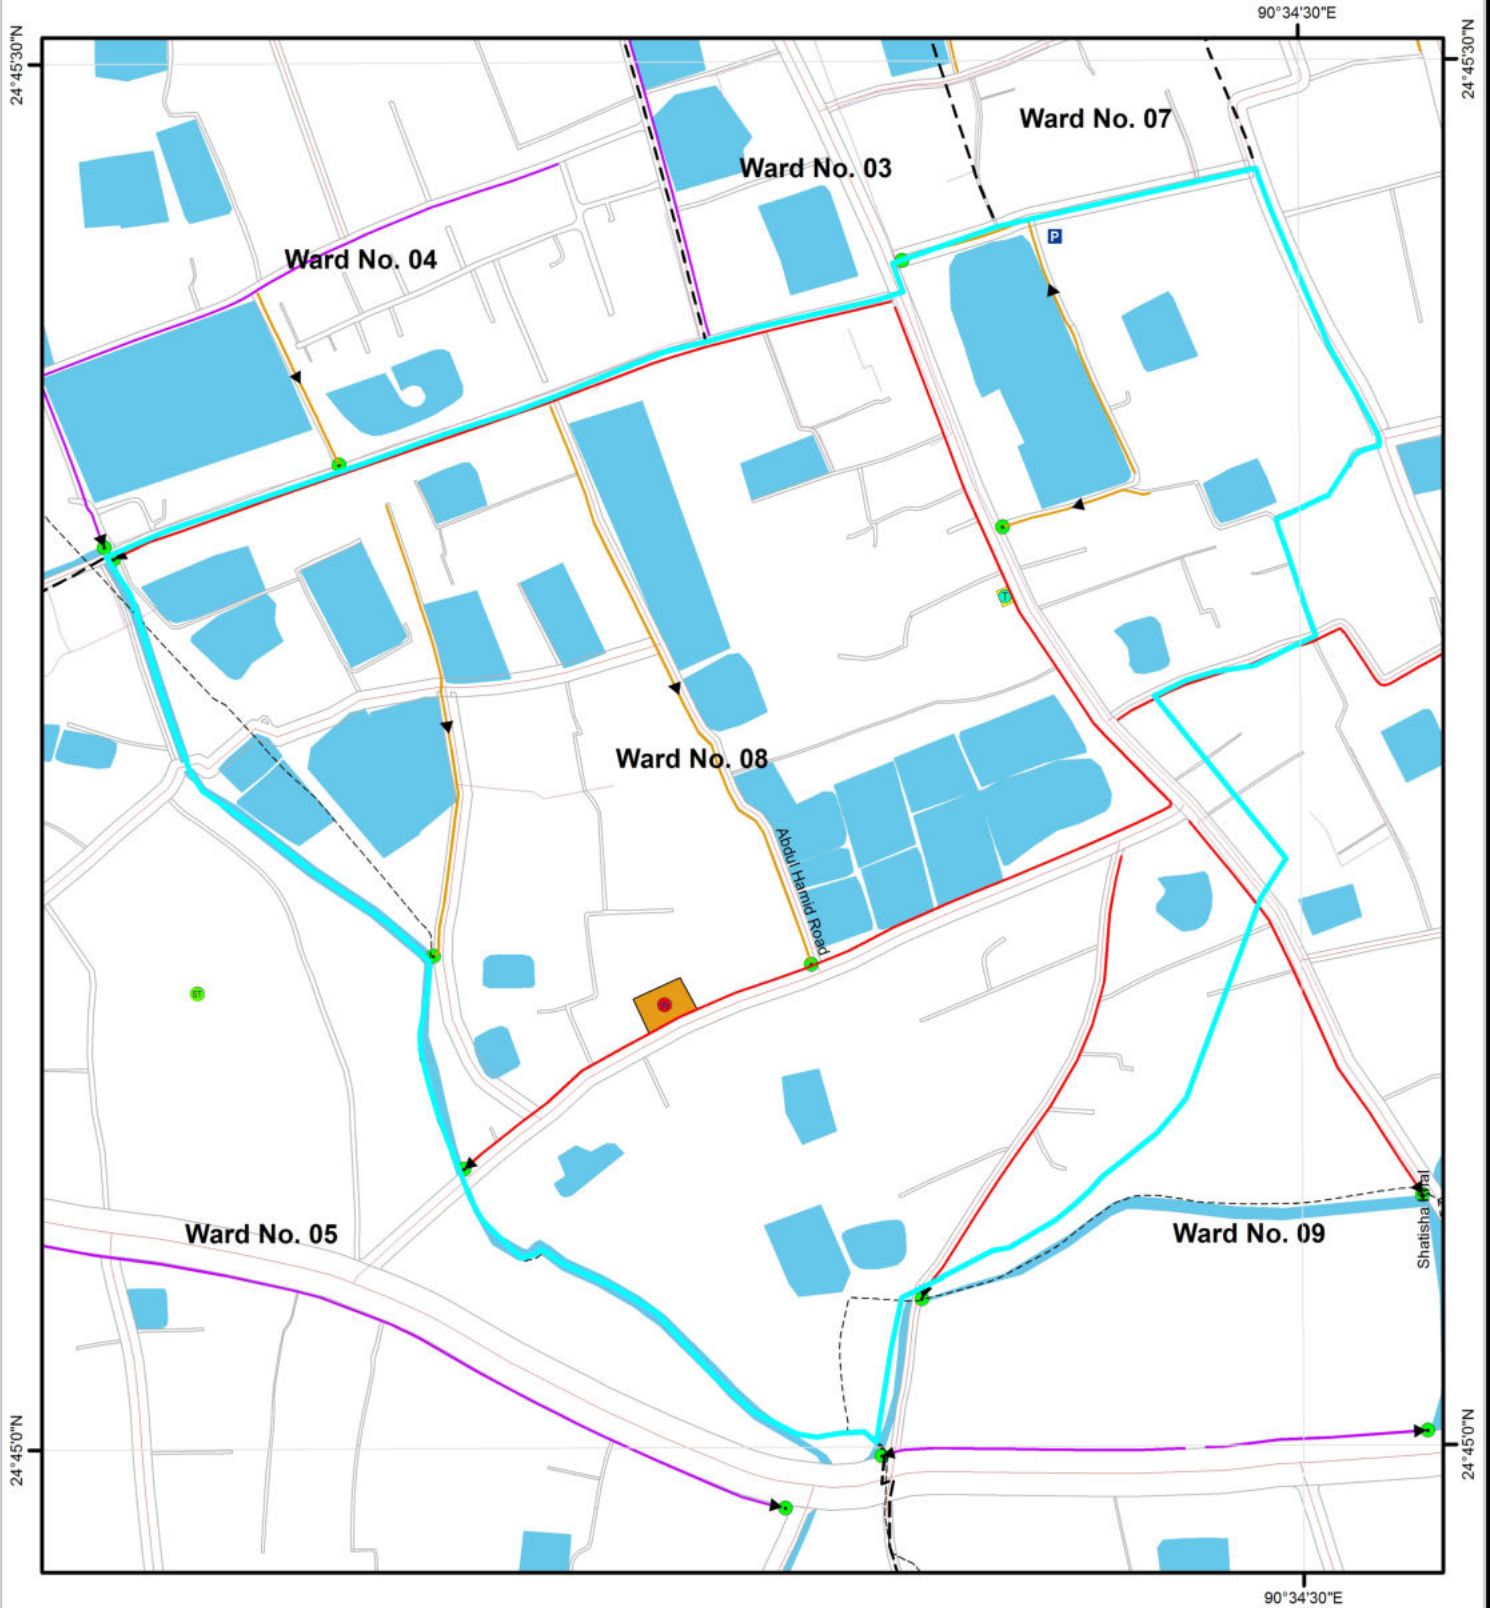 90°34'30"E
24°45'30"N
24°45'30"N
Ward No. 07
Ward No. 03
P
Ward No. 04
T
Ward No. 08
Abdul Hamid Road
ST
Ward No. 05
Ward No. 09
Shatisha Khal
24°45'0"N
24°45'0"N
90°34'30"E